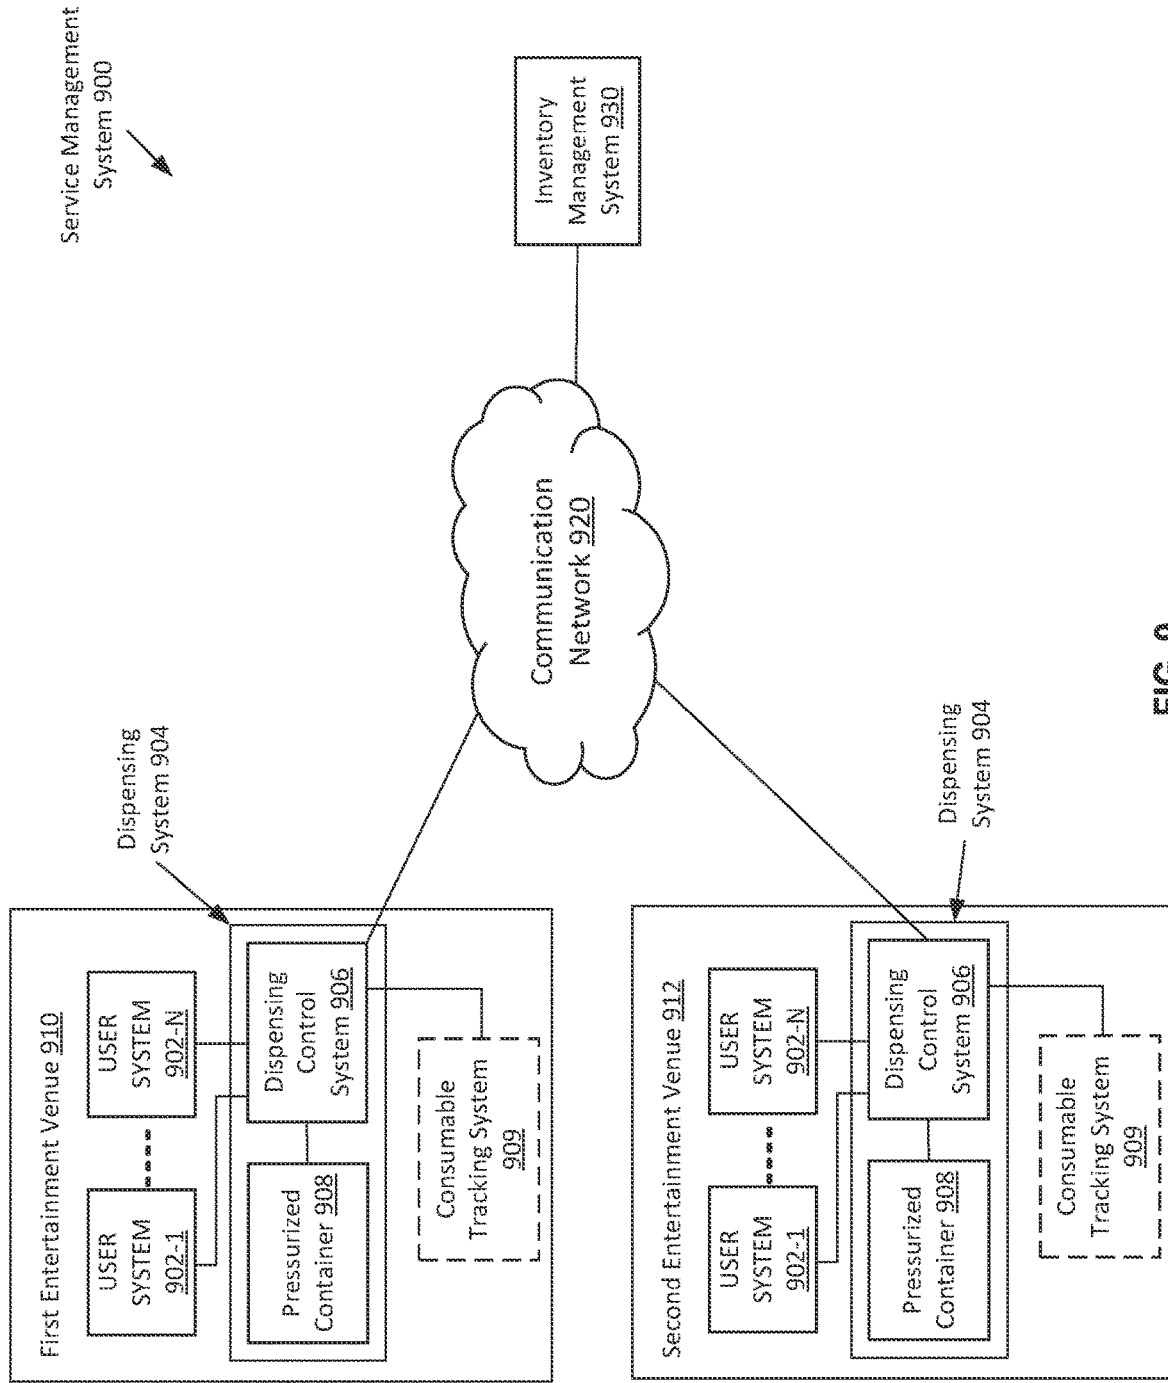 Service Management
System 900
First Entertainment Venue 910
USER
SYSTEM
902-1
USER
SYSTEM
902-N
Dispensing
System 904
Pressurized
Container 908
Dispensing
Control
System 906
Consumable
Tracking System
909
Communication
Network 920
Inventory
Management
System 930
Second Entertainment Venue 912
USER
SYSTEM
902-1
USER
SYSTEM
902-N
Pressurized
Container 908
Dispensing
Control
System 906
Dispensing
System 904
Consumable
Tracking System
909
FIG. 9